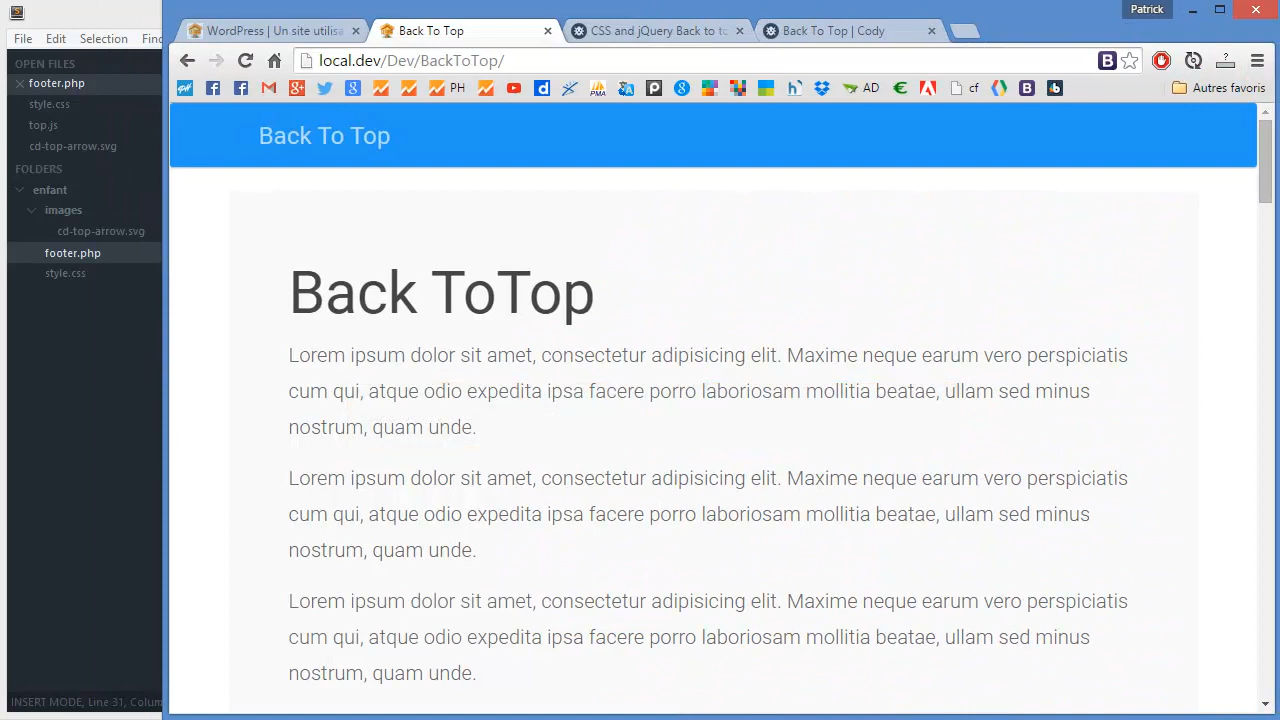 Patrick
File Edit Selection Find
WordPress | Un site utilisa
Back To Top
CSS and jQuery Back to to
Back To Top | Cody
local.dev/Dev/BackToTop/
PH
PMA
AD
cf
Autres favoris
OPEN FILES
footer.php
style.css
top.js
cd-top-arrow.svg
FOLDERS
enfant
images
cd-top-arrow.svg
footer.php
style.css
INSERT MODE, Line 31, Colum
Back To Top
Back ToTop
Lorem ipsum dolor sit amet, consectetur adipisicing elit. Maxime neque earum vero perspiciatis
cum qui, atque odio expedita ipsa facere porro laboriosam mollitia beatae, ullam sed minus
nostrum, quam unde.
Lorem ipsum dolor sit amet, consectetur adipisicing elit. Maxime neque earum vero perspiciatis
cum qui, atque odio expedita ipsa facere porro laboriosam mollitia beatae, ullam sed minus
nostrum, quam unde.
Lorem ipsum dolor sit amet, consectetur adipisicing elit. Maxime neque earum vero perspiciatis
cum qui, atque odio expedita ipsa facere porro laboriosam mollitia beatae, ullam sed minus
nostrum, quam unde.